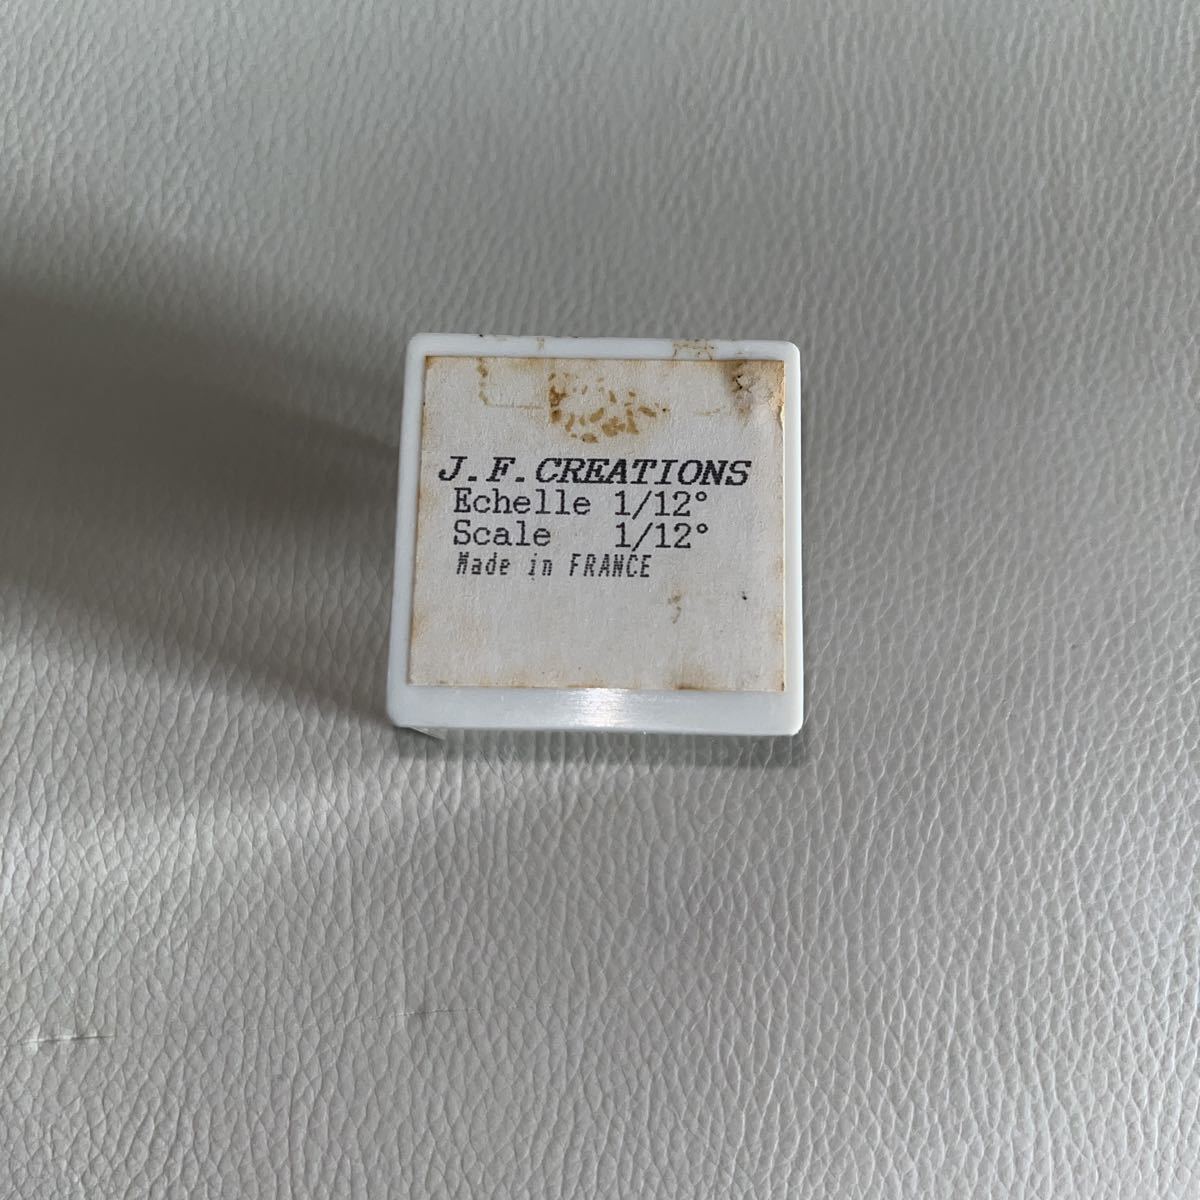 J.F.CREATIONS
Echelle 1/12°
Scale 1/12°
Made in FRANCE